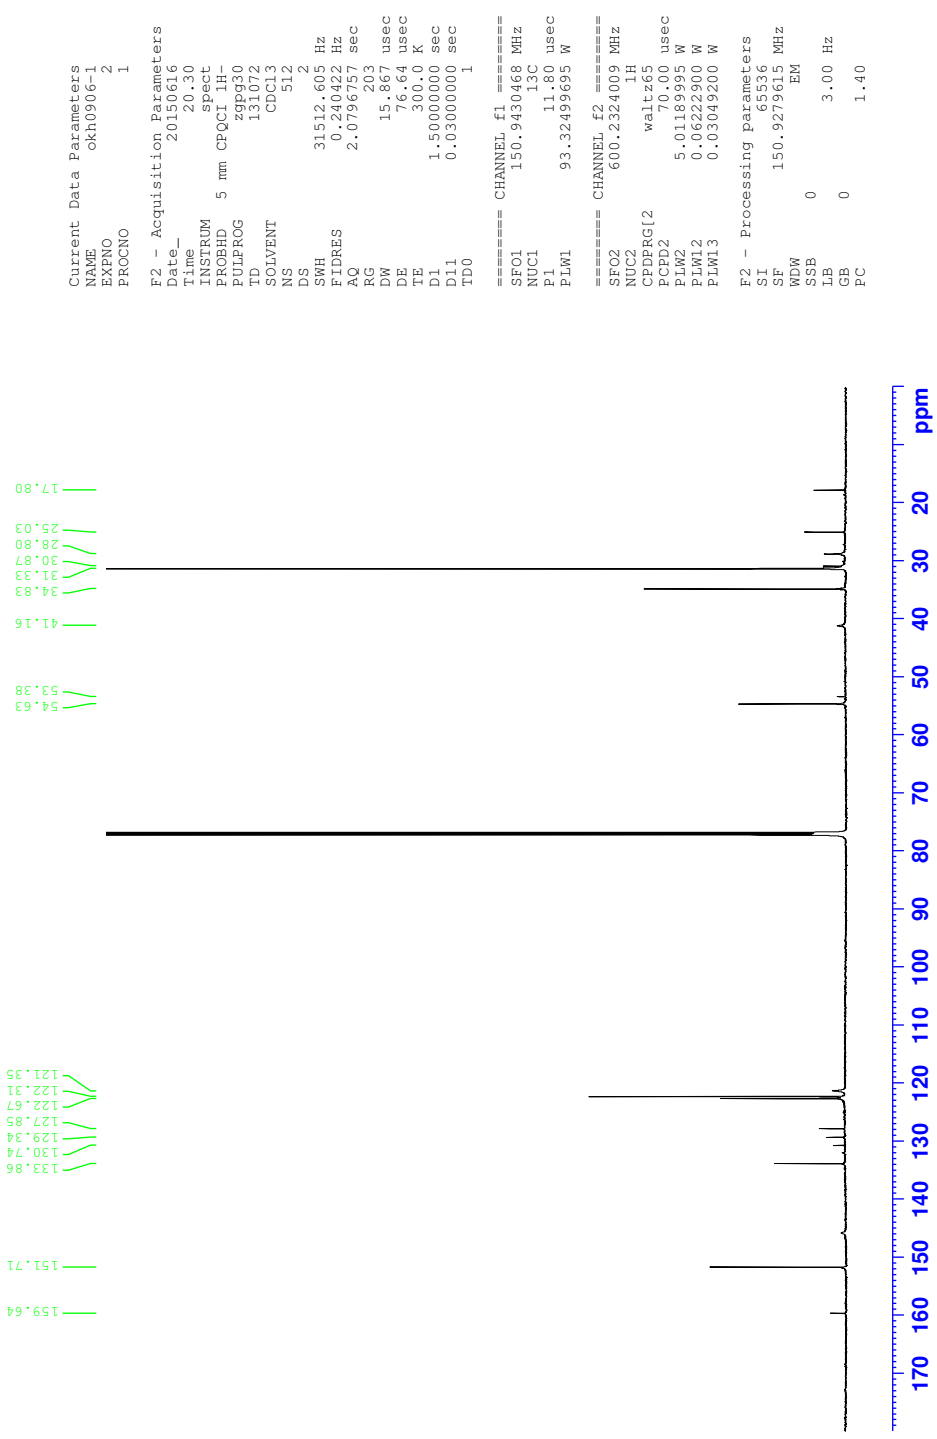 Current Data Parameters
NAME okh0906-1
EXPNO 2
PROCNO 1
F2 - Acquisition Parameters
Date_ 20150616
Time 20.30
INSTRUM spect
PROBHD 5 mm CPQCI 1H-
PULPROG zgpg30
TD 131072
SOLVENT CDCl3
NS 512
DS 2
SWH 31512.605 Hz
FIDRES 0.240422 Hz
AQ 2.0796757 sec
RG 203
DW 15.867 usec
DE 76.64 usec
TE 300.0 K
D1 1.50000000 sec
D11 0.03000000 sec
TD0 1
======== CHANNEL f1 ========
SFO1 150.9430468 MHz
NUC1 13C
P1 11.80 usec
PLW1 93.32499695 W
======== CHANNEL f2 ========
SFO2 600.2324009 MHz
NUC2 1H
CPDPRG[2 waltz65
PCPD2 70.00 usec
PLW2 5.01189995 W
PLW12 0.06222900 W
PLW13 0.03049200 W
F2 - Processing parameters
SI 65536
SF 150.9279615 MHz
WDW EM
SSB 0
LB 3.00 Hz
GB 0
PC 1.40
159.64
151.71
133.86
130.74
129.34
127.85
122.67
122.31
121.35
54.63
53.38
41.16
34.83
31.33
30.87
28.80
25.03
17.80
170 160 150 140 130 120 110 100 90 80 70 60 50 40 30 20 ppm